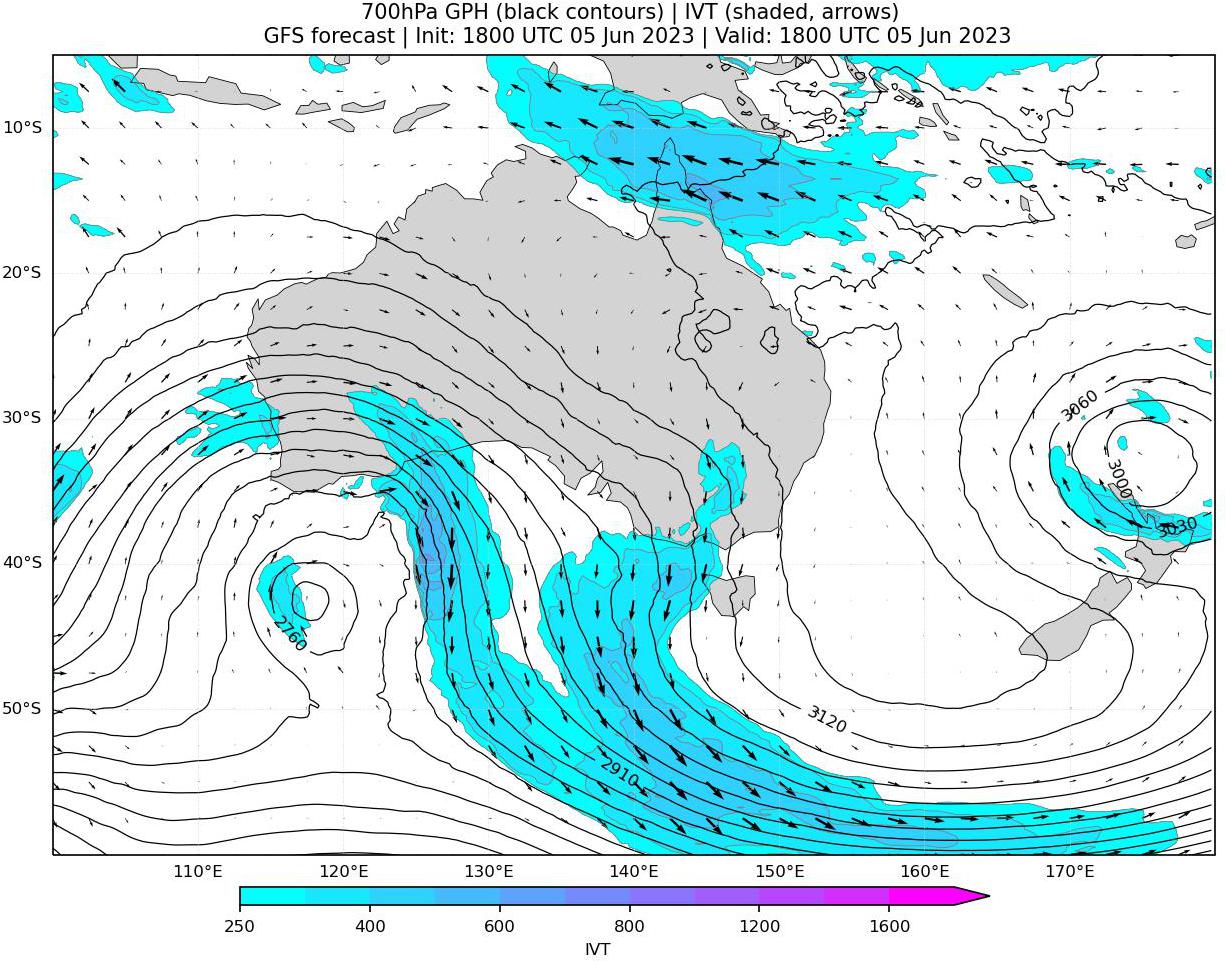 700hPa GPH (black contours) | IVT (shaded, arrows)
GFS forecast | Init: 1800 UTC 05 Jun 2023 | Valid: 1800 UTC 05 Jun 2023
10°S
20°S
30°S
3060
3000
3030
40°S
2760
50°S
3120
2910
110°E 120°E 130°E 140°E 150°E 160°E 170°E
250 400 600 800 1200 1600
IVT